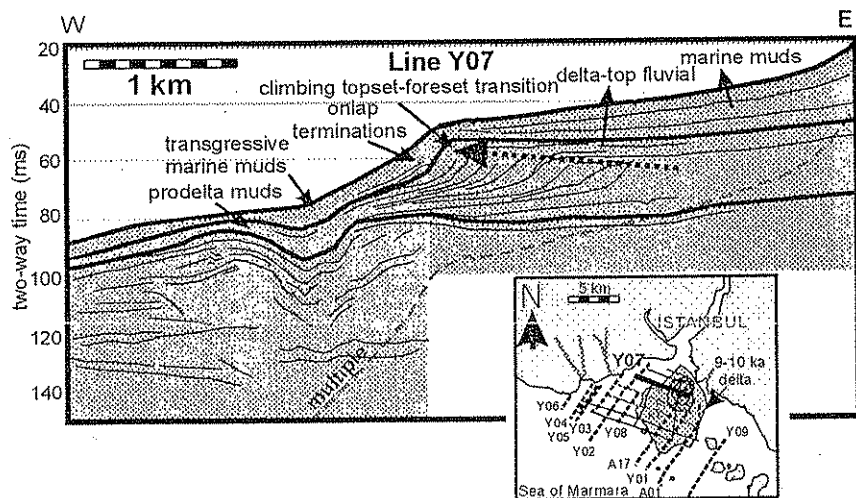 W
E
20
40
60
80
100
120
140
two-way time (ms)
1 km
Line Y07
climbing topset-foreset transition
onlap
terminations
delta-top fluvial
marine muds
transgressive
marine muds
prodelta muds
multiple
N
5 km
İSTANBUL
Y07
9-10 ka
delta
Y06
Y04
Y05
Y03
Y02
Y08
Y09
A17
Y01
A01
Sea of Marmara